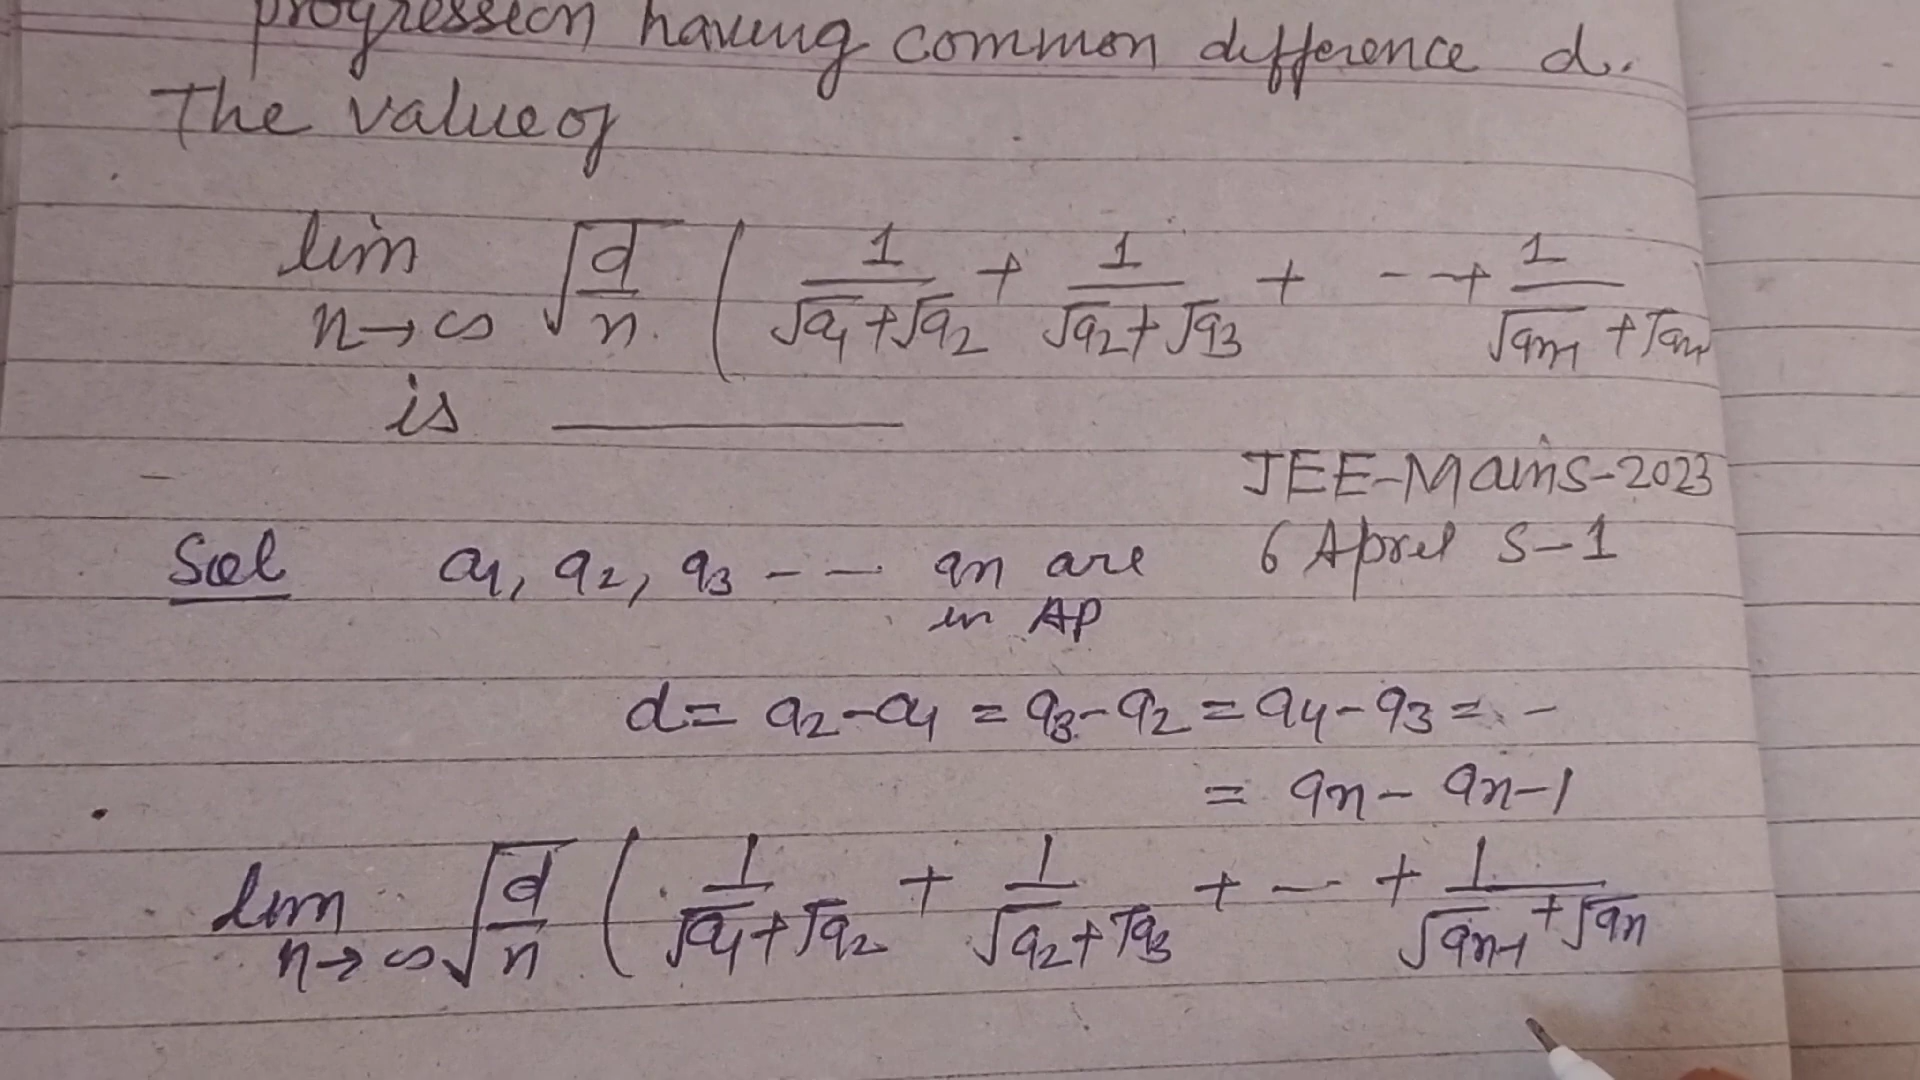 progression having common difference d.
The value of
lim n→∞ √(d/n) ( 1/(√a1+√a2) + 1/(√a2+√a3) + - - + 1/(√an-1 + √an)
is ________
JEE-Mains-2023
6 April S-1
Sol a1, a2, a3 - - an are
in AP
d = a2-a1 = a3-a2 = a4-a3 = - -
= an - an-1
lim n→∞ √(d/n) ( 1/(√a1+√a2) + 1/(√a2+√a3) + - - + 1/(√an-1 + √an)